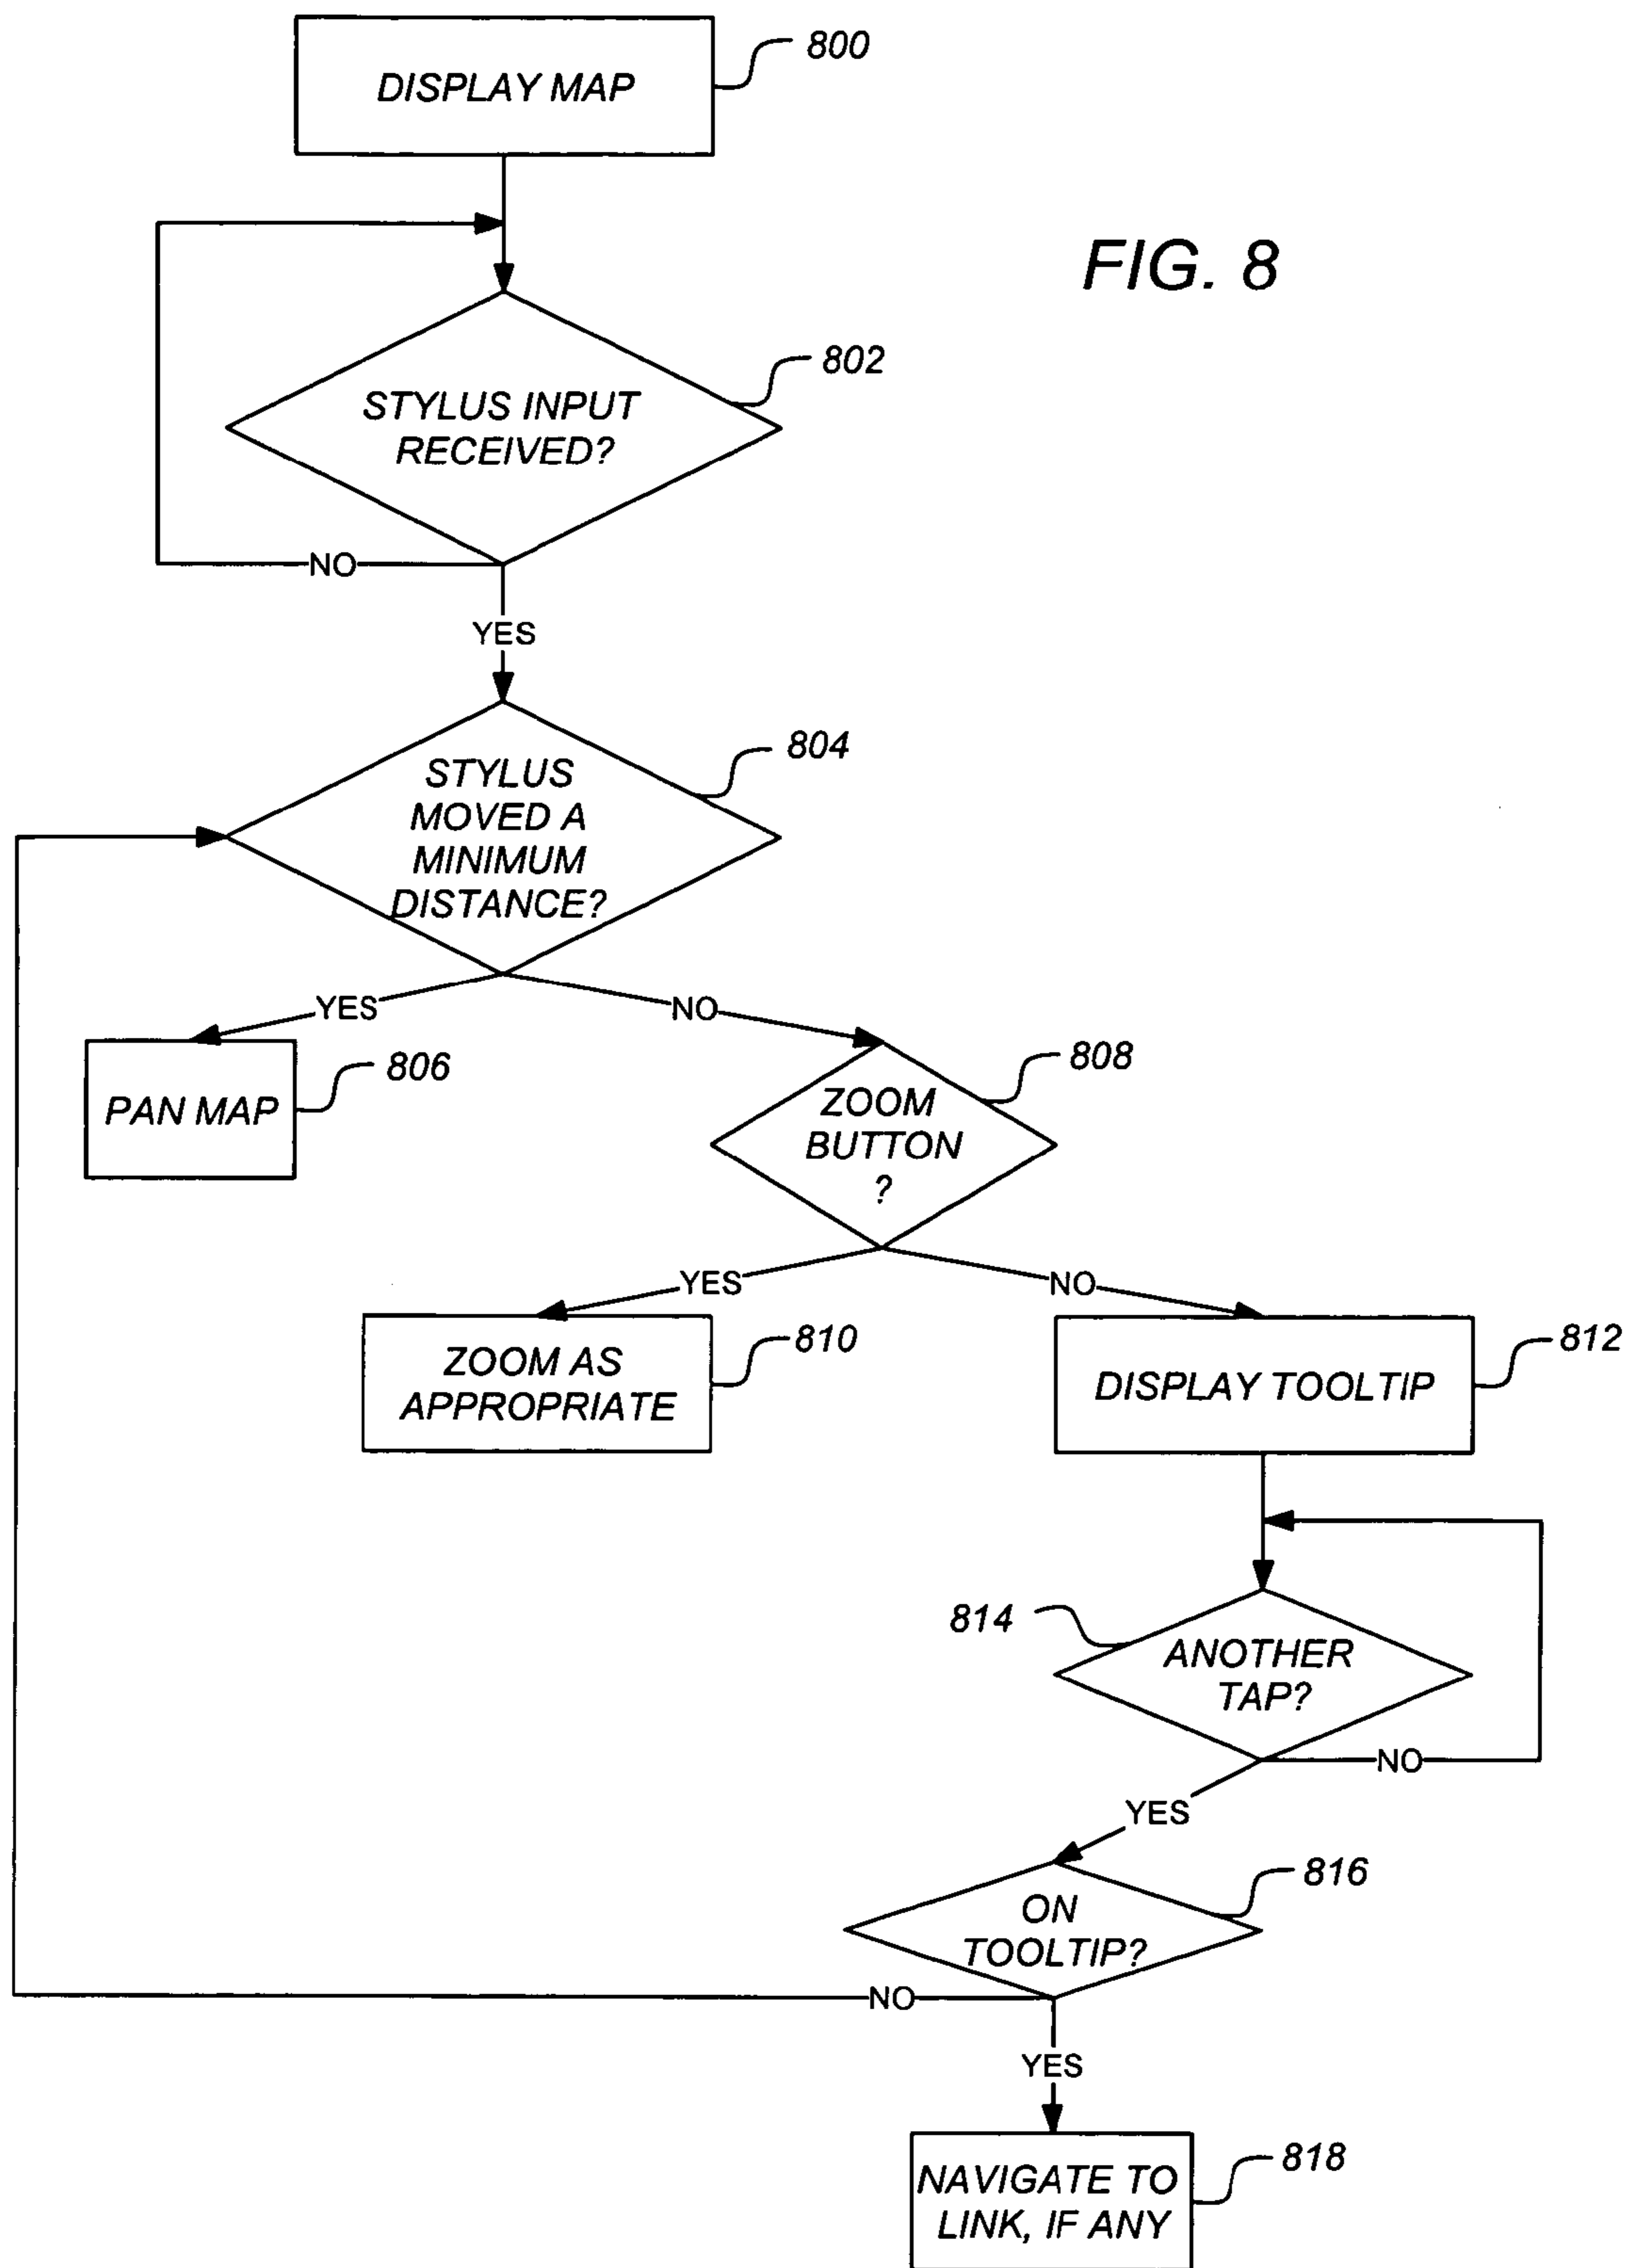 800
DISPLAY MAP
FIG. 8
802
STYLUS INPUT
RECEIVED?
NO
YES
804
STYLUS
MOVED A
MINIMUM
DISTANCE?
YES
NO
806
PAN MAP
808
ZOOM
BUTTON
?
YES
NO
810
ZOOM AS
APPROPRIATE
812
DISPLAY TOOLTIP
814
ANOTHER
TAP?
NO
YES
816
ON
TOOLTIP?
NO
YES
818
NAVIGATE TO
LINK, IF ANY